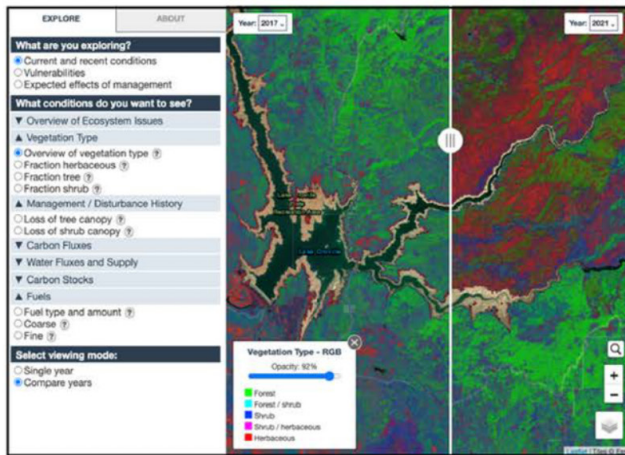 EXPLORE
ABOUT
What are you exploring?
Current and recent conditions
Vulnerabilities
Expected effects of management
What conditions do you want to see?
▼ Overview of Ecosystem Issues
▲ Vegetation Type
Overview of vegetation type ?
Fraction herbaceous ?
Fraction tree ?
Fraction shrub ?
▲ Management / Disturbance History
Loss of tree canopy ?
Loss of shrub canopy ?
▼ Carbon Fluxes
▼ Water Fluxes and Supply
▼ Carbon Stocks
▲ Fuels
Fuel type and amount ?
Coarse ?
Fine ?
Select viewing mode:
Single year
Compare years
Year: 2017
Year: 2021
Vegetation Type - RGB
Opacity: 92%
Forest
Forest / shrub
Shrub
Shrub / herbaceous
Herbaceous
+
−
Leaflet | Tiles ©